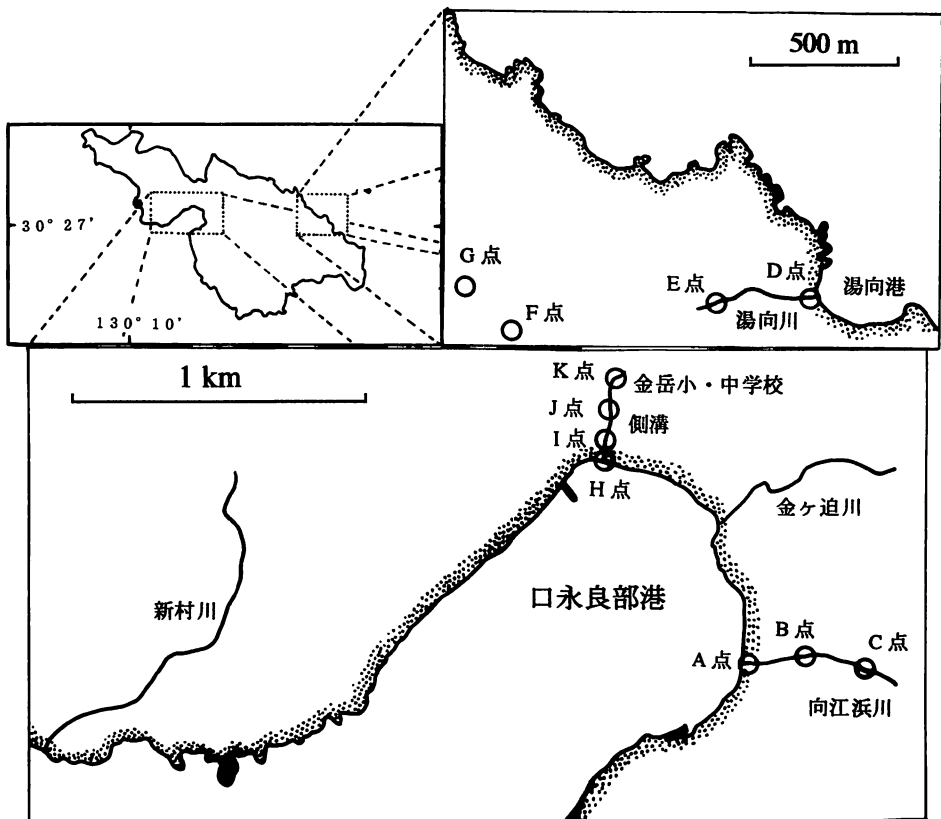 500 m
30° 27'
130° 10'
G 点
F 点
E 点
D 点
湯向港
湯向川
1 km
K 点
金岳小・中学校
J 点
側溝
I 点
H 点
金ヶ迫川
新村川
口永良部港
A 点
B 点
C 点
向江浜川